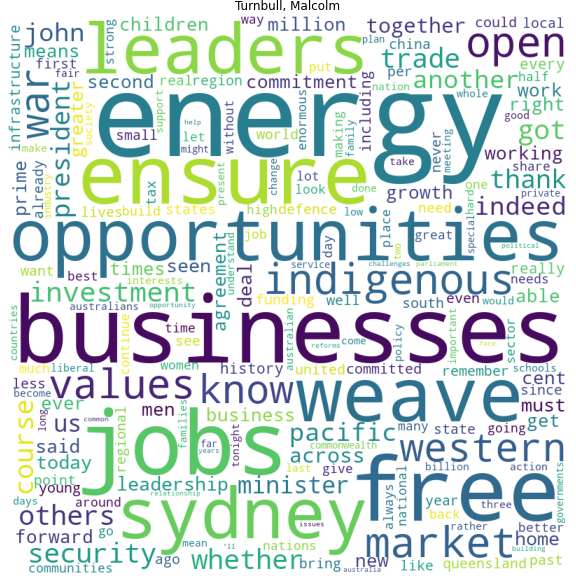 Turnbull, Malcolm
energy
businesses
opportunities
jobs
free
ensure
leaders
weave
sydney
open
market
indigenous
values
know
western
war
john
president
together
trade
another
million
children
means
way
strong
first
fair
second
commitment
realregion
infrastructure
greater
society
small
tax
support
let
look
lot
without
world
enormous
put
plan
nation
making
family
including
china
could
local
every
per
half
whole
work
right
good
got
working
never
meeting
take
share
private
growth
thank
indeed
prime
already
industry
make
lives
build
states
present
change
done
help
might
high
defence
low
need
one
special
hard
job
day
place
great
two
political
want
times
seen
best
investment
agreement
understand
deal
interests
opportunity
service
challenges
parliament
really
needs
able
even
would
south
well
funding
countries
australians
time
continue
see
much
liberal
less
become
women
history
united
committed
come
policy
important
remember
sector
schools
cent
since
must
face
reforms
australian
course
ever
us
men
business
long
common
said
today
point
regional
families
far
years
tonight
pacific
across
commonwealth
many
state
going
get
leadership
minister
last
give
billion
action
governments
others
young
days
around
relationship
issues
always
national
year
back
rather
three
better
home
building
forward
go
security
ago
mean
'll
whether
nations
bring
new
like
queensland
past
communities
australia